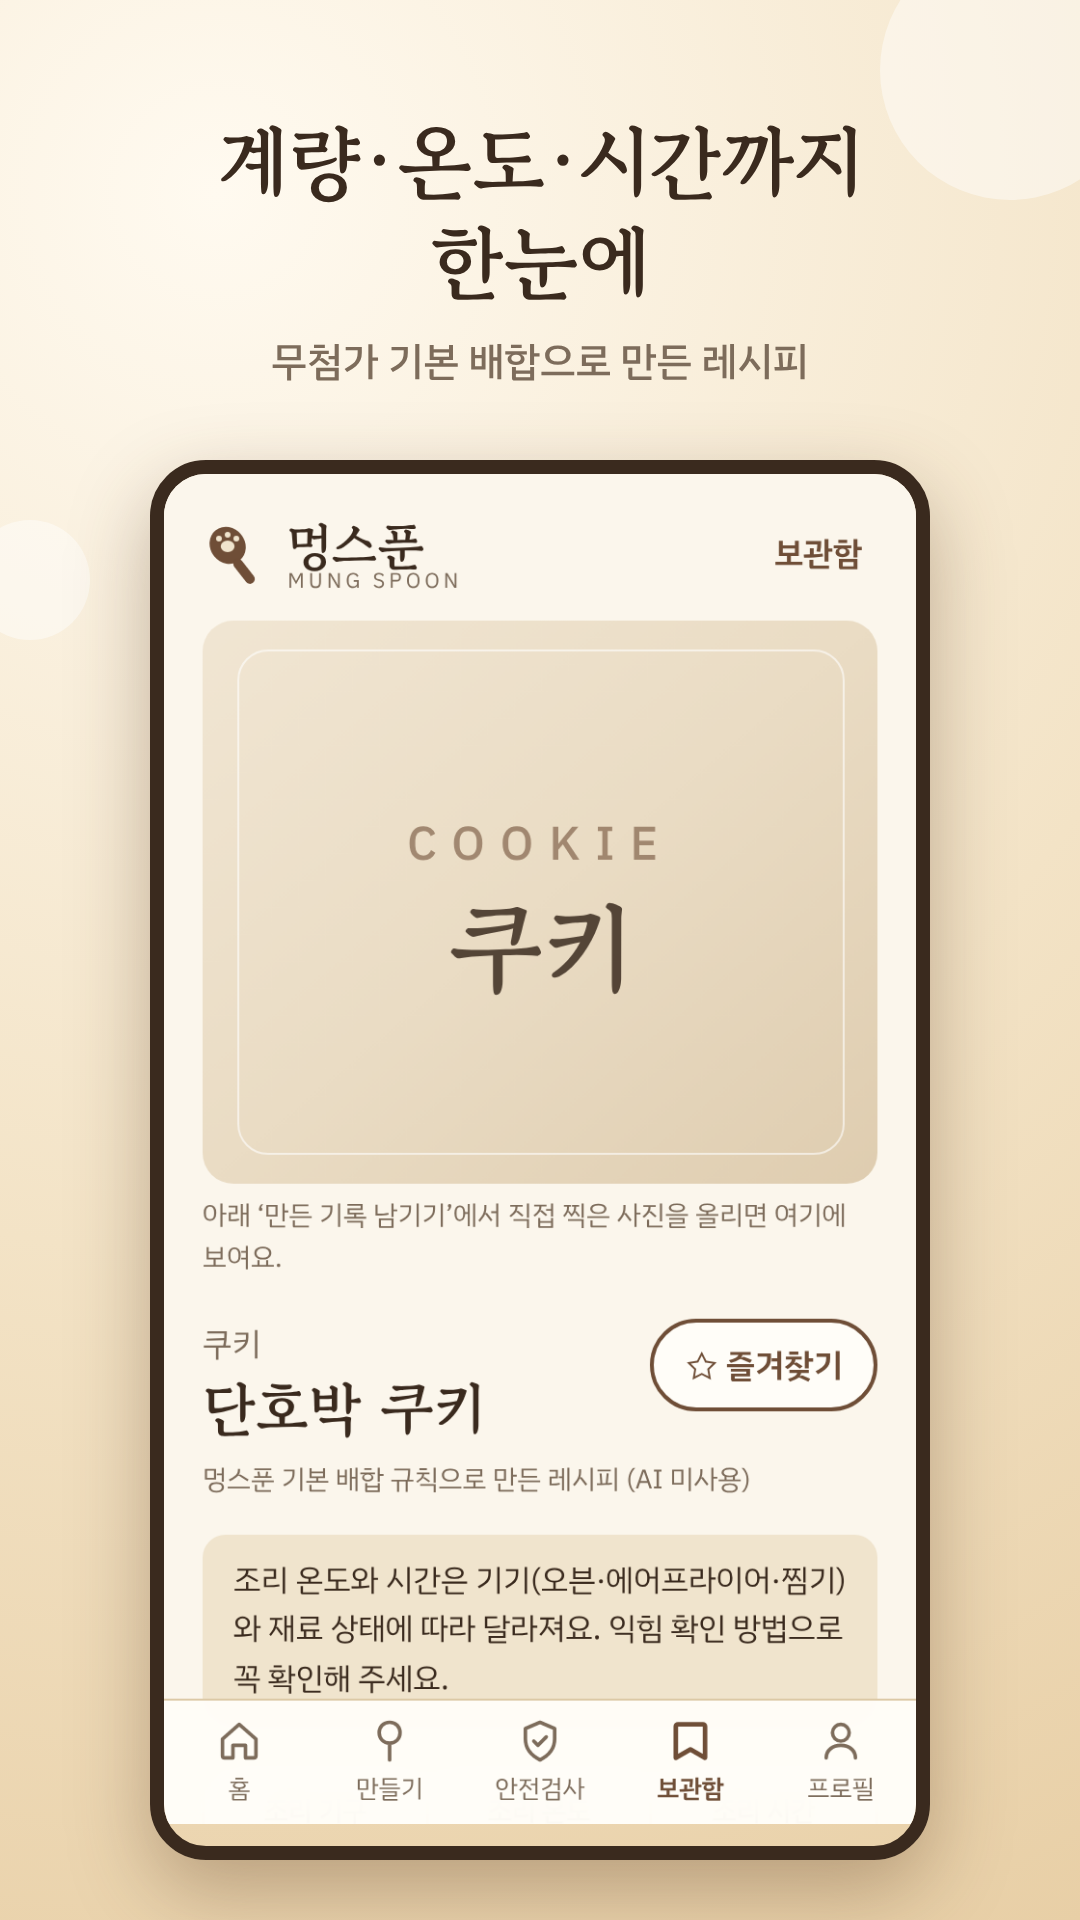 계량·온도·시간까지
한눈에
무첨가 기본 배합으로 만든 레시피
멍스푼
MUNG SPOON
보관함
COOKIE
쿠키
아래 ‘만든 기록 남기기’에서 직접 찍은 사진을 올리면 여기에
보여요.
쿠키
단호박 쿠키
☆ 즐겨찾기
멍스푼 기본 배합 규칙으로 만든 레시피 (AI 미사용)
조리 온도와 시간은 기기(오븐·에어프라이어·찜기)
와 재료 상태에 따라 달라져요. 익힘 확인 방법으로
꼭 확인해 주세요.
홈
만들기
안전검사
보관함
프로필